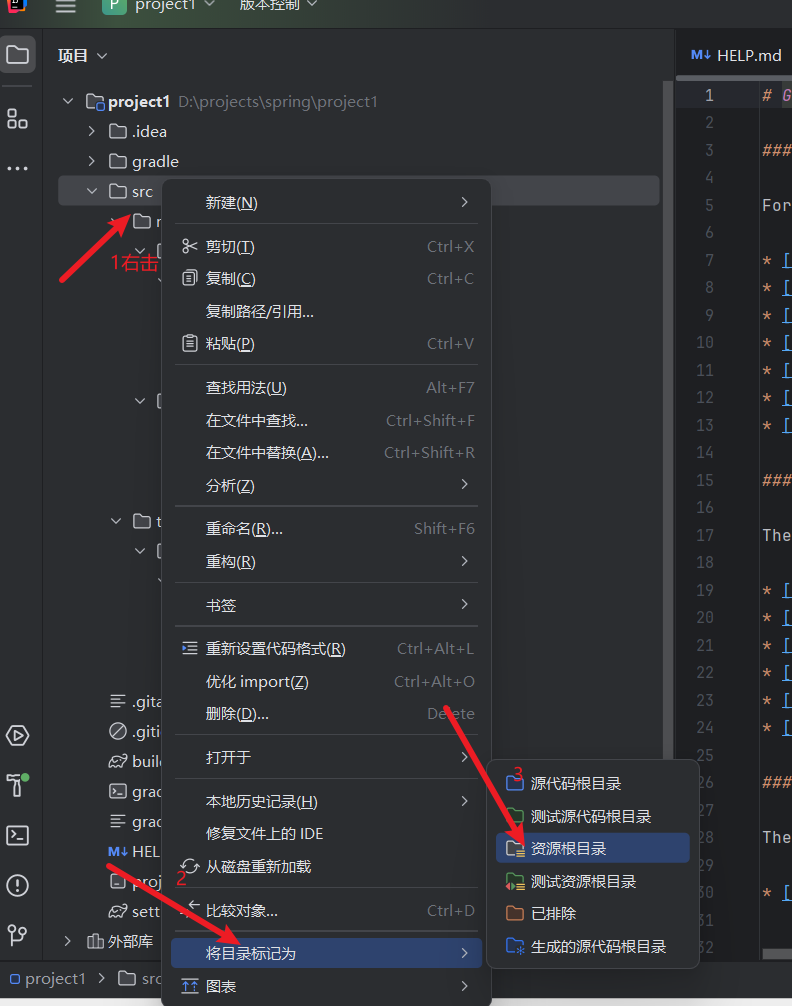 P project1 版本控制
项目
M↓ HELP.md
project1 D:\projects\spring\project1
.idea
gradle
src
1右击
新建(N)
剪切(T) Ctrl+X
复制(C) Ctrl+C
复制路径/引用...
粘贴(P) Ctrl+V
查找用法(U) Alt+F7
在文件中查找... Ctrl+Shift+F
在文件中替换(A)... Ctrl+Shift+R
分析(Z)
重命名(R)... Shift+F6
重构(R)
书签
重新设置代码格式(R) Ctrl+Alt+L
优化 import(Z) Ctrl+Alt+O
删除(D)... Delete
打开于
本地历史记录(H)
修复文件上的 IDE
从磁盘重新加载
2
比较对象... Ctrl+D
将目录标记为
图表
3
源代码根目录
测试源代码根目录
资源根目录
测试资源根目录
已排除
生成的源代码根目录
.gita
.giti
buil
grad
grad
M↓ HEL
proj
sett
外部库
project1 > src
1 # G
2
3 ###
4
5 For
6
7 * [
8 * [
9 * [
10 * [
11 * [
12 * [
13 * [
14
15 ###
16
17 The
18
19 * [
20 * [
21 * [
22 * [
23 * [
24 * [
25
26 ###
27
28 The
29
30 * [
31
32